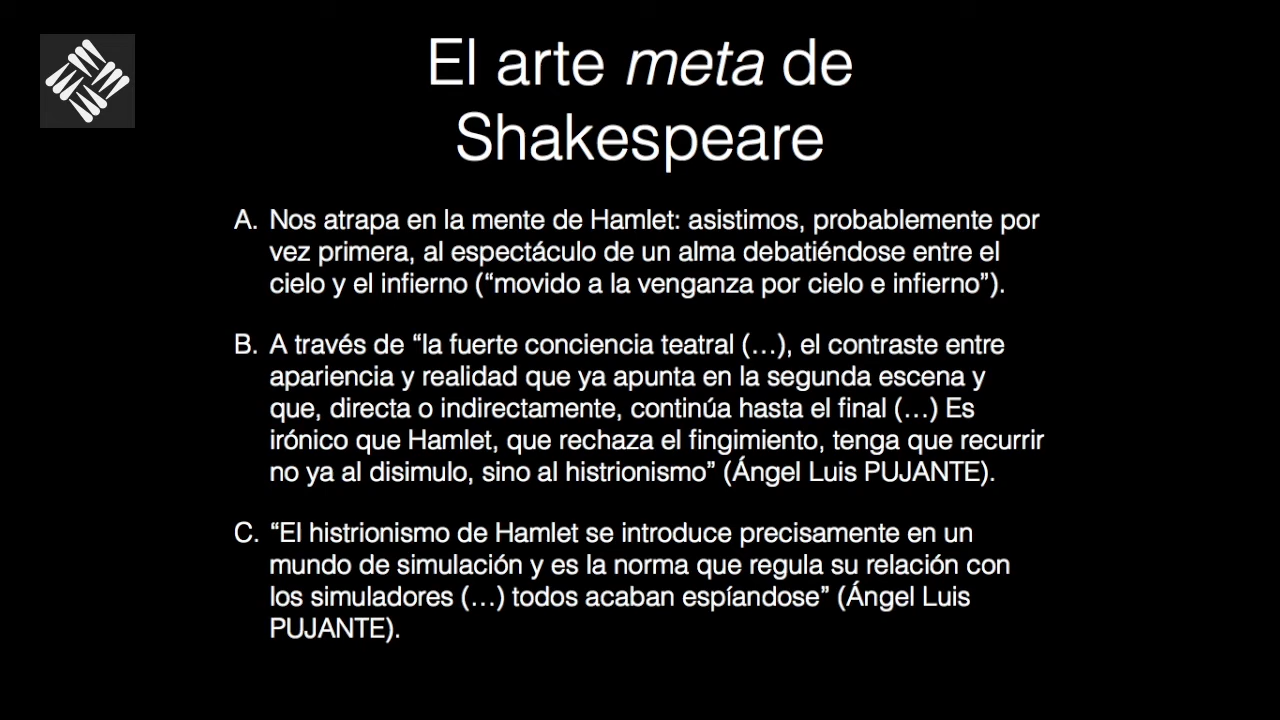 El arte meta de
Shakespeare
A. Nos atrapa en la mente de Hamlet: asistimos, probablemente por
vez primera, al espectáculo de un alma debatiéndose entre el
cielo y el infierno (“movido a la venganza por cielo e infierno”).
B. A través de “la fuerte conciencia teatral (…), el contraste entre
apariencia y realidad que ya apunta en la segunda escena y
que, directa o indirectamente, continúa hasta el final (…) Es
irónico que Hamlet, que rechaza el fingimiento, tenga que recurrir
no ya al disimulo, sino al histrionismo” (Ángel Luis PUJANTE).
C. “El histrionismo de Hamlet se introduce precisamente en un
mundo de simulación y es la norma que regula su relación con
los simuladores (…) todos acaban espíandose” (Ángel Luis
PUJANTE).